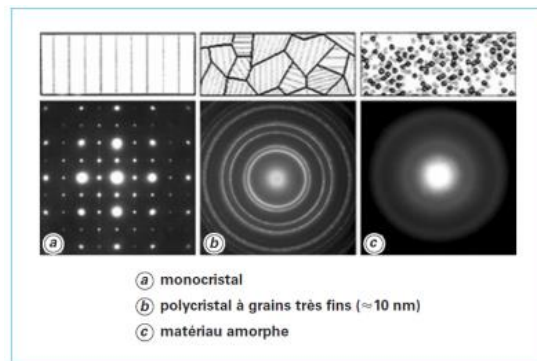 a b c
a monocristal
b polycristal à grains très fins (≈10 nm)
c matériau amorphe